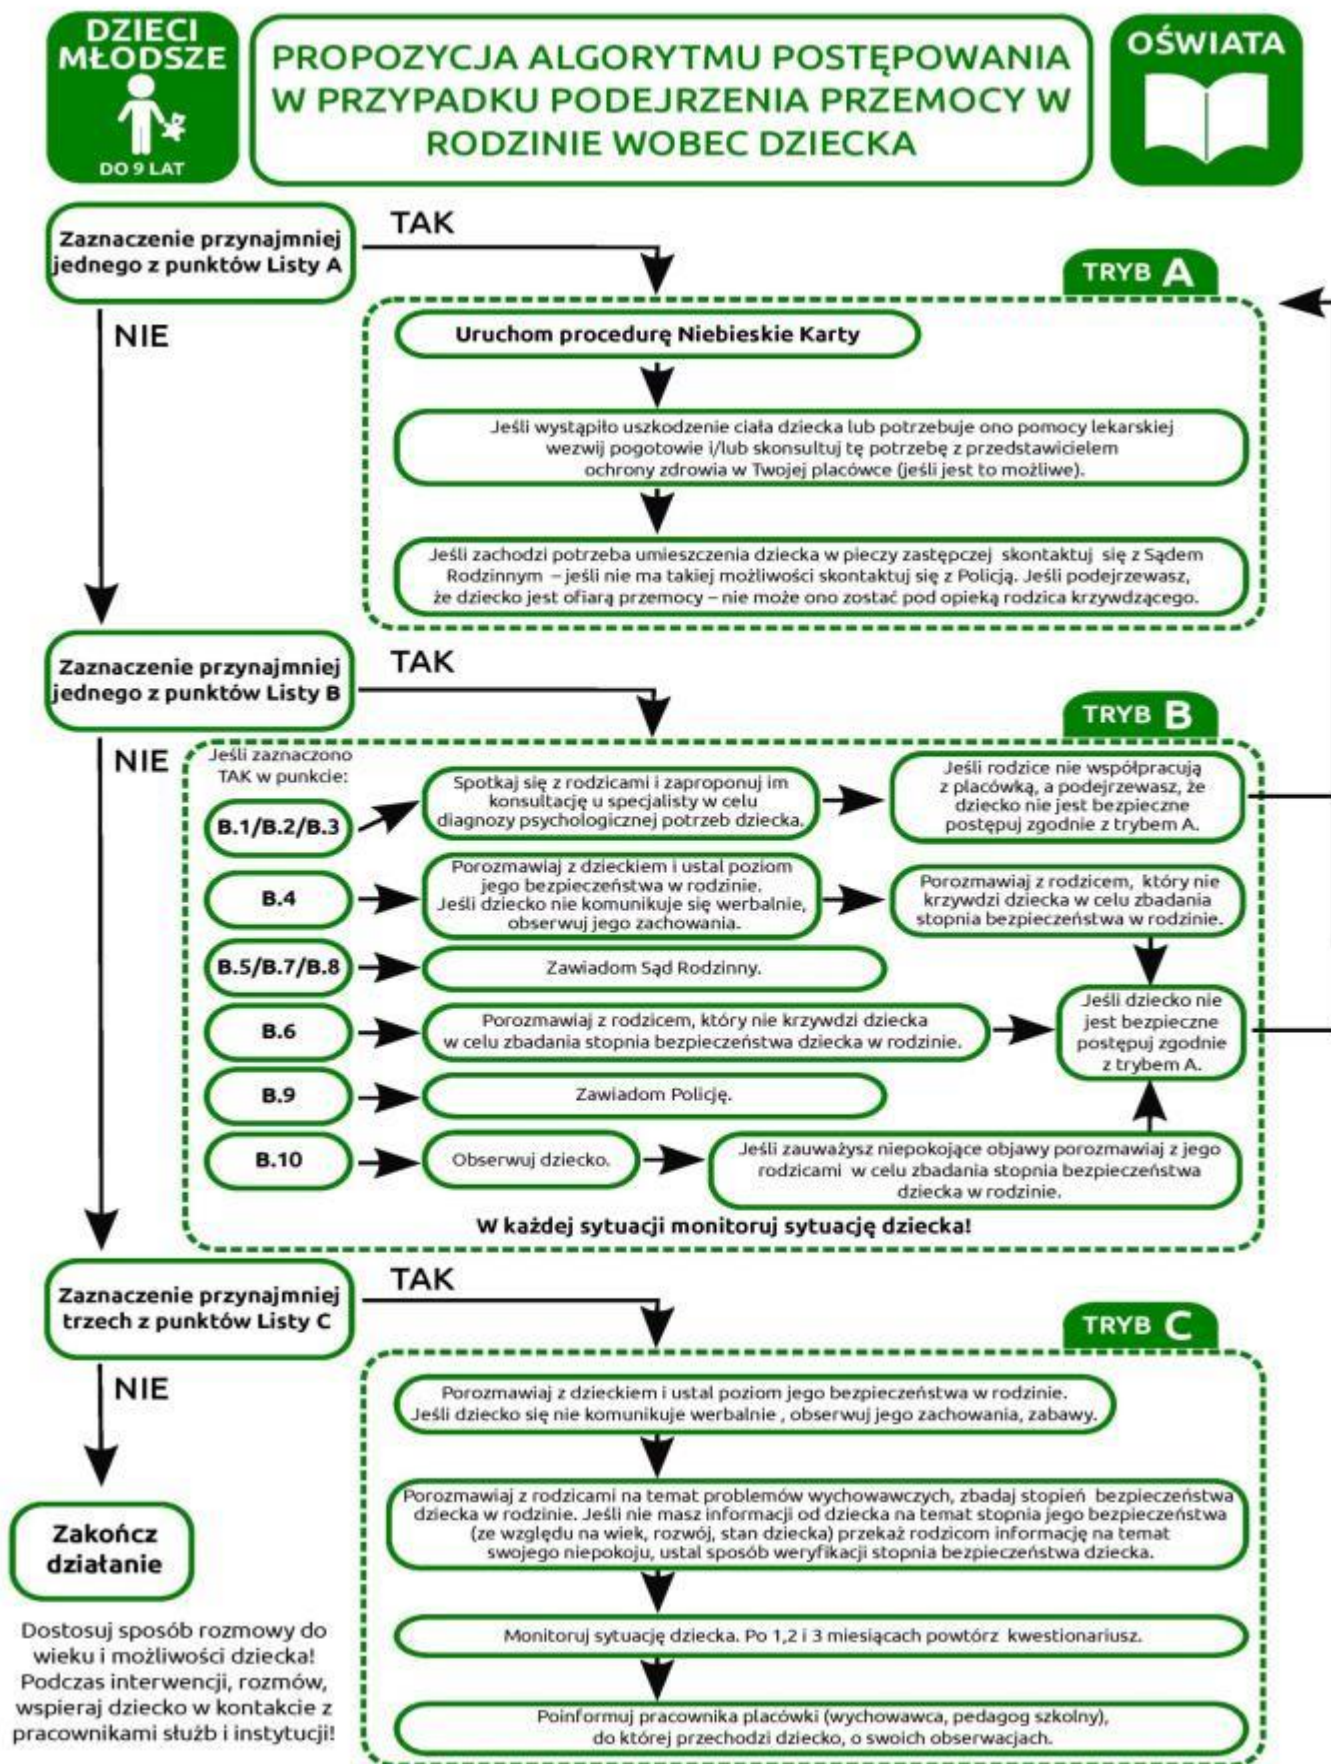 DZIECI
MŁODSZE
DO 9 LAT
PROPOZYCJA ALGORYTMU POSTĘPOWANIA
W PRZYPADKU PODEJRZENIA PRZEMOCY W
RODZINIE WOBEC DZIECKA
OŚWIATA
Zaznaczenie przynajmniej
jednego z punktów Listy A
TAK
NIE
TRYB A
Uruchom procedurę Niebieskie Karty
Jeśli wystąpiło uszkodzenie ciała dziecka lub potrzebuje ono pomocy lekarskiej
wezwij pogotowie i/lub skonsultuj tę potrzebę z przedstawicielem
ochrony zdrowia w Twojej placówce (jeśli jest to możliwe).
Jeśli zachodzi potrzeba umieszczenia dziecka w pieczy zastępczej skontaktuj się z Sądem
Rodzinnym – jeśli nie ma takiej możliwości skontaktuj się z Policją. Jeśli podejrzewasz,
że dziecko jest ofiarą przemocy – nie może ono zostać pod opieką rodzica krzywdzącego.
Zaznaczenie przynajmniej
jednego z punktów Listy B
TAK
NIE
TRYB B
Jeśli zaznaczono
TAK w punkcie:
B.1/B.2/B.3
Spotkaj się z rodzicami i zaproponuj im
konsultację u specjalisty w celu
diagnozy psychologicznej potrzeb dziecka.
Jeśli rodzice nie współpracują
z placówką, a podejrzewasz, że
dziecko nie jest bezpieczne
postępuj zgodnie z trybem A.
B.4
Porozmawiaj z dzieckiem i ustal poziom
jego bezpieczeństwa w rodzinie.
Jeśli dziecko nie komunikuje się werbalnie,
obserwuj jego zachowania.
Porozmawiaj z rodzicem, który nie
krzywdzi dziecka w celu zbadania
stopnia bezpieczeństwa w rodzinie.
B.5/B.7/B.8
Zawiadom Sąd Rodzinny.
B.6
Porozmawiaj z rodzicem, który nie krzywdzi dziecka
w celu zbadania stopnia bezpieczeństwa dziecka w rodzinie.
Jeśli dziecko nie
jest bezpieczne
postępuj zgodnie
z trybem A.
B.9
Zawiadom Policję.
B.10
Obserwuj dziecko.
Jeśli zauważysz niepokojące objawy porozmawiaj z jego
rodzicami w celu zbadania stopnia bezpieczeństwa
dziecka w rodzinie.
W każdej sytuacji monitoruj sytuację dziecka!
Zaznaczenie przynajmniej
trzech z punktów Listy C
TAK
NIE
TRYB C
Porozmawiaj z dzieckiem i ustal poziom jego bezpieczeństwa w rodzinie.
Jeśli dziecko się nie komunikuje werbalnie , obserwuj jego zachowania, zabawy.
Porozmawiaj z rodzicami na temat problemów wychowawczych, zbadaj stopień bezpieczeństwa
dziecka w rodzinie. Jeśli nie masz informacji od dziecka na temat stopnia jego bezpieczeństwa
(ze względu na wiek, rozwój, stan dziecka) przekaż rodzicom informację na temat
swojego niepokoju, ustal sposób weryfikacji stopnia bezpieczeństwa dziecka.
Monitoruj sytuację dziecka. Po 1,2 i 3 miesiącach powtórz kwestionariusz.
Poinformuj pracownika placówki (wychowawca, pedagog szkolny),
do której przechodzi dziecko, o swoich obserwacjach.
Zakończ
działanie
Dostosuj sposób rozmowy do
wieku i możliwości dziecka!
Podczas interwencji, rozmów,
wspieraj dziecko w kontakcie z
pracownikami służb i instytucji!